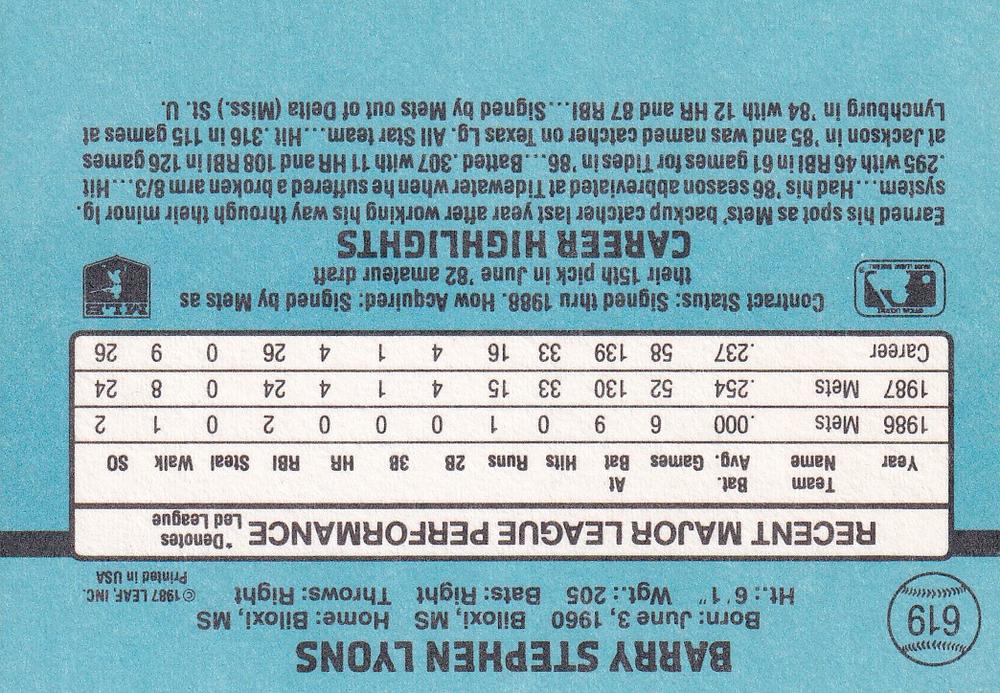 619
BARRY STEPHEN LYONS
Born: June 3, 1960 Biloxi, MS Home: Biloxi, MS
Ht.: 6'1" Wgt.: 205 Bats: Right Throws: Right
©1987 LEAF, INC.
Printed in USA
RECENT MAJOR LEAGUE PERFORMANCE *Denotes Led League
Year Team Name Bat. Avg. Games At Bat Hits Runs 2B 3B HR RBI Steal Walk SO
1986 Mets .000 6 9 0 1 0 0 0 2 0 1 2
1987 Mets .254 52 130 33 15 4 1 4 24 0 8 24
Career .237 58 139 33 16 4 1 4 26 0 9 26
OFFICIAL LICENSEE
MAJOR LEAGUE BASEBALL
Contract Status: Signed thru 1988. How Acquired: Signed by Mets as
their 15th pick in June '82 amateur draft
MLB
CAREER HIGHLIGHTS
Earned his spot as Mets' backup catcher last year after working his way through their minor lg.
system....Had his season abbreviated at Tidewater when he suffered a broken arm 8/3....Hit
.295 with 46 RBI in 61 games for Tides in '86....Batted .307 with 11 HR and 108 RBI in 126 games
at Jackson in '85 and was named catcher on Texas Lg. All Star team....Hit .316 in 115 games at
Lynchburg in '84 with 12 HR and 87 RBI....Signed by Mets out of Delta (Miss.) St. U.